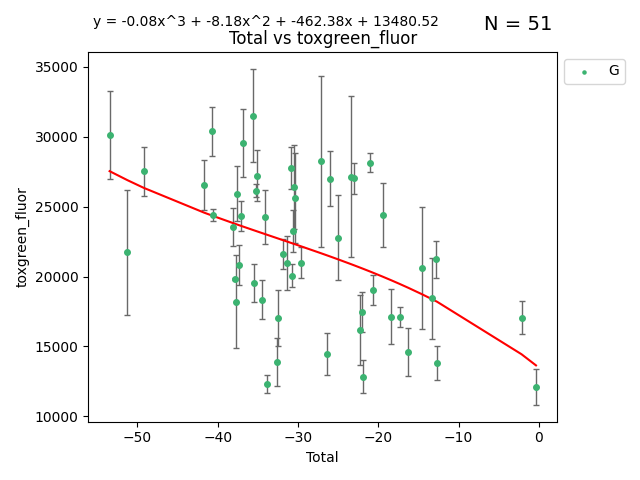 y = -0.08x^3 + -8.18x^2 + -462.38x + 13480.52
N = 51
Total vs toxgreen_fluor
G
35000
30000
25000
20000
15000
10000
toxgreen_fluor
−50 −40 −30 −20 −10 0
Total